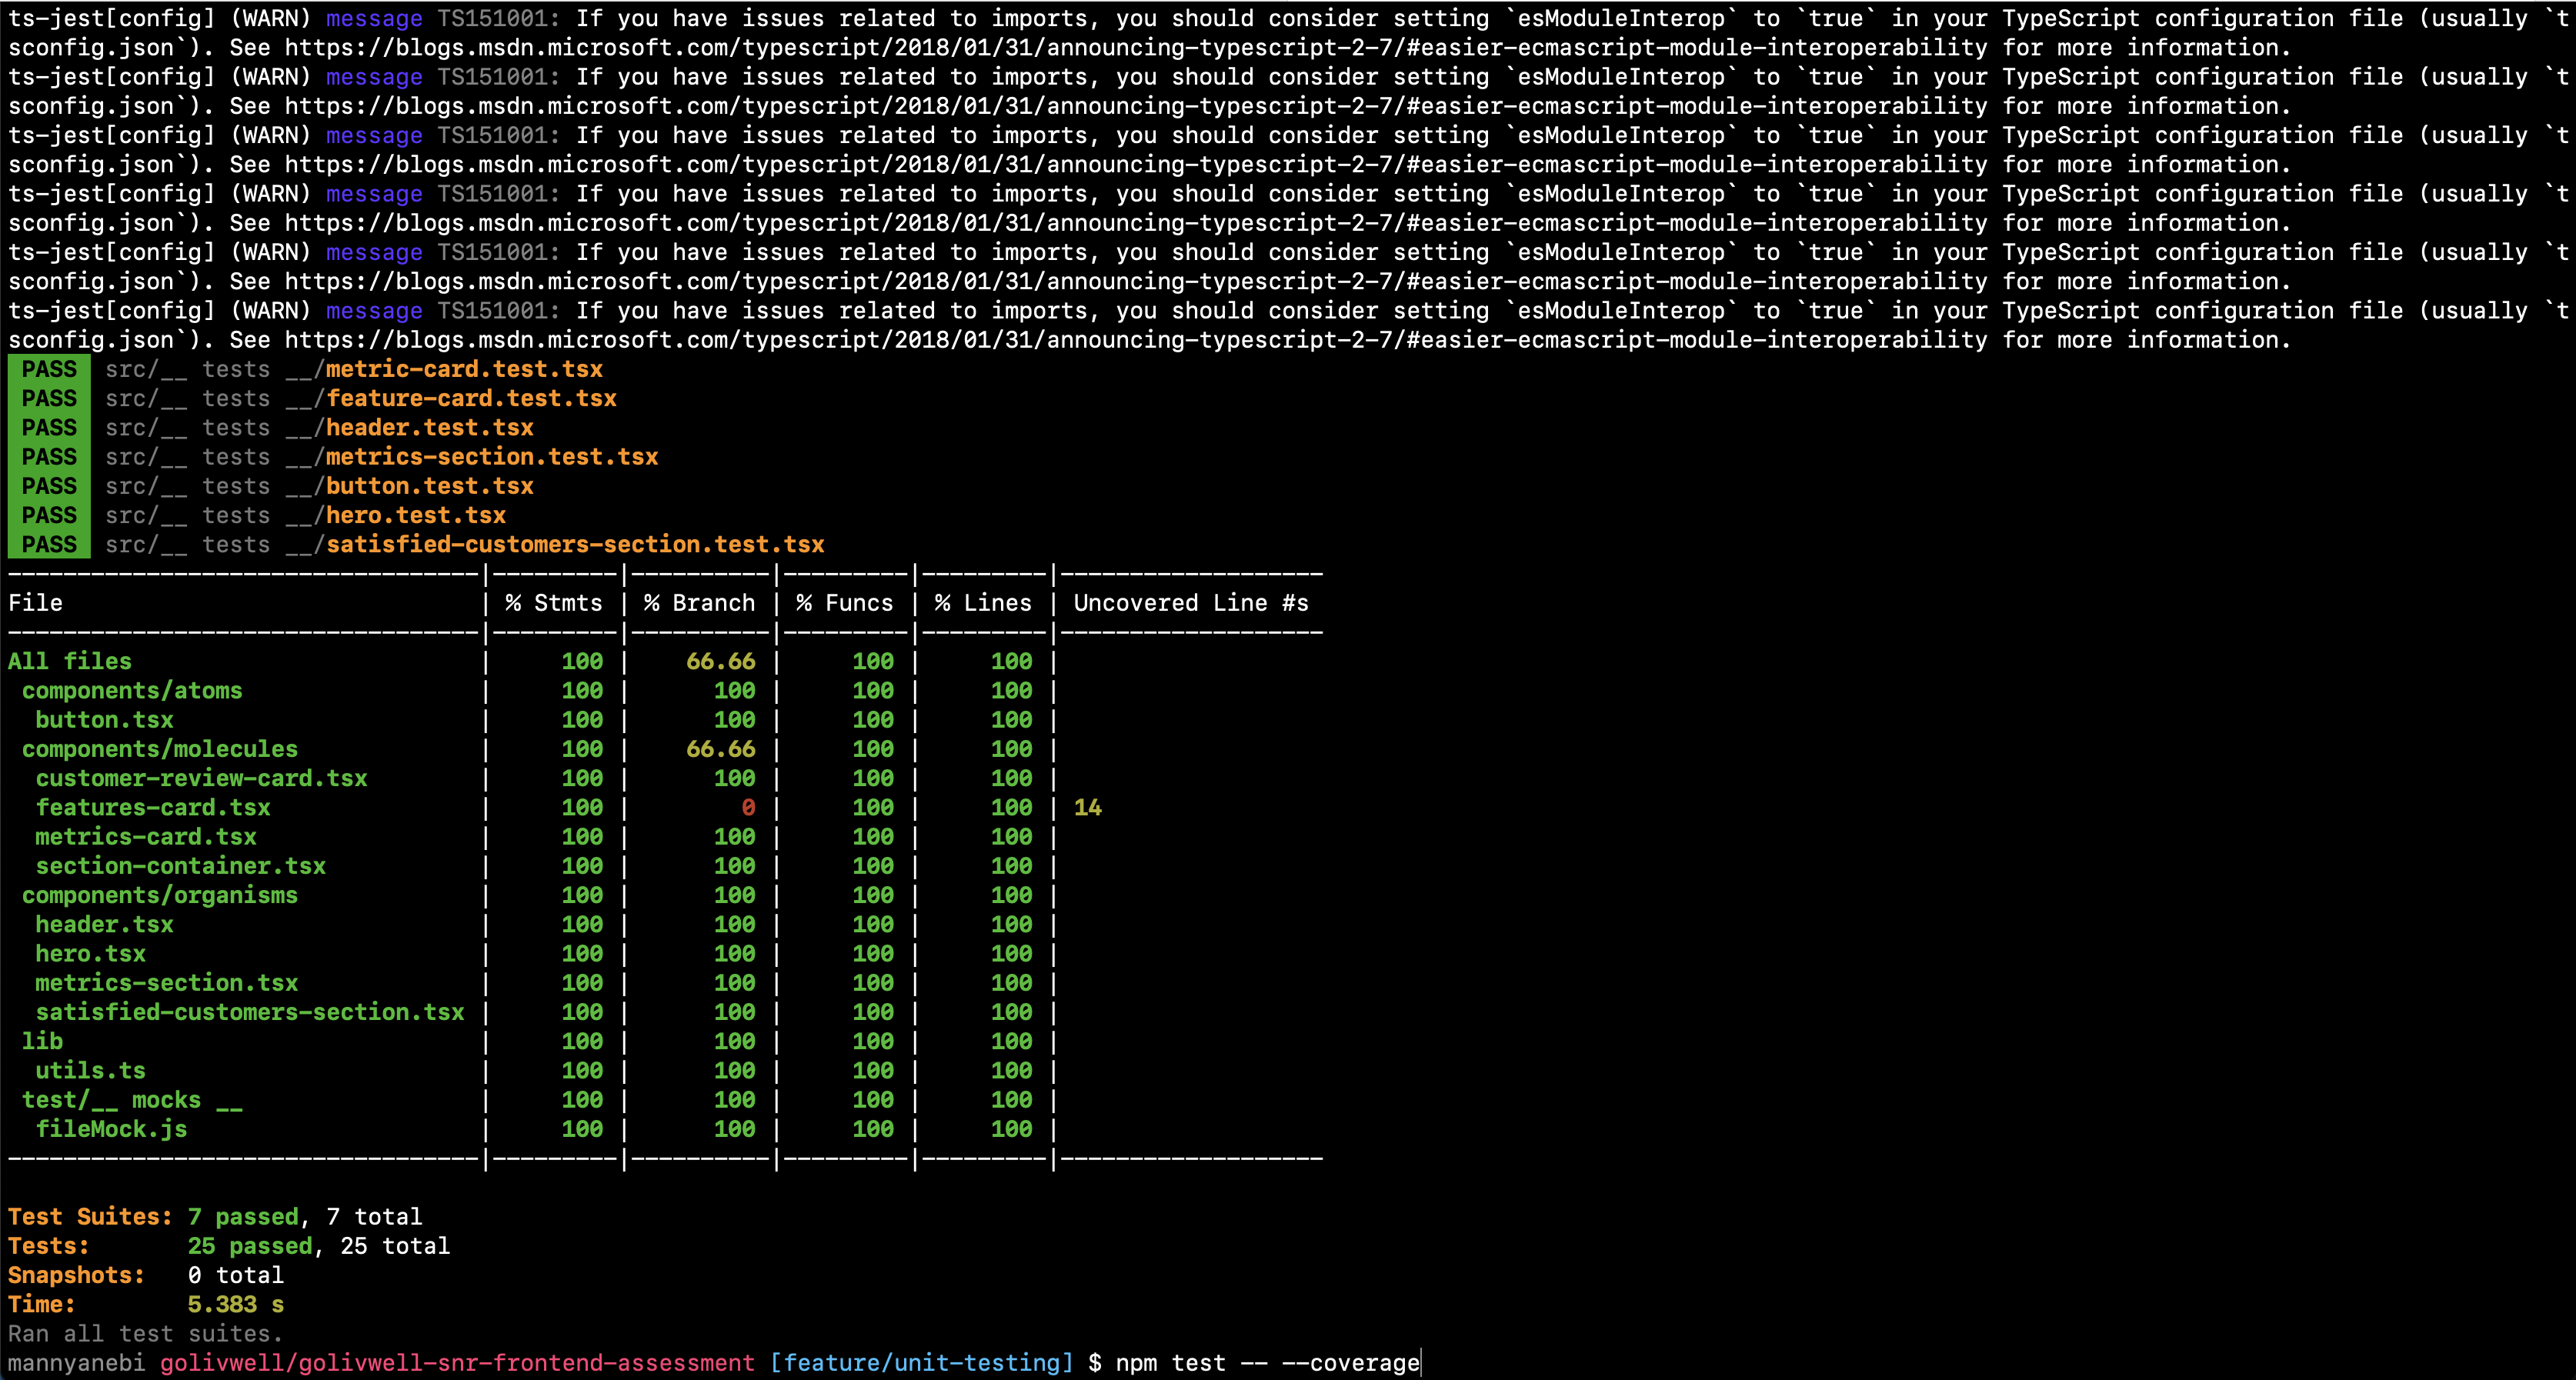 ts-jest[config] (WARN) message TS151001: If you have issues related to imports, you should consider setting `esModuleInterop` to `true` in your TypeScript configuration file (usually `t
sconfig.json`). See https://blogs.msdn.microsoft.com/typescript/2018/01/31/announcing-typescript-2-7/#easier-ecmascript-module-interoperability for more information.
ts-jest[config] (WARN) message TS151001: If you have issues related to imports, you should consider setting `esModuleInterop` to `true` in your TypeScript configuration file (usually `t
sconfig.json`). See https://blogs.msdn.microsoft.com/typescript/2018/01/31/announcing-typescript-2-7/#easier-ecmascript-module-interoperability for more information.
ts-jest[config] (WARN) message TS151001: If you have issues related to imports, you should consider setting `esModuleInterop` to `true` in your TypeScript configuration file (usually `t
sconfig.json`). See https://blogs.msdn.microsoft.com/typescript/2018/01/31/announcing-typescript-2-7/#easier-ecmascript-module-interoperability for more information.
ts-jest[config] (WARN) message TS151001: If you have issues related to imports, you should consider setting `esModuleInterop` to `true` in your TypeScript configuration file (usually `t
sconfig.json`). See https://blogs.msdn.microsoft.com/typescript/2018/01/31/announcing-typescript-2-7/#easier-ecmascript-module-interoperability for more information.
ts-jest[config] (WARN) message TS151001: If you have issues related to imports, you should consider setting `esModuleInterop` to `true` in your TypeScript configuration file (usually `t
sconfig.json`). See https://blogs.msdn.microsoft.com/typescript/2018/01/31/announcing-typescript-2-7/#easier-ecmascript-module-interoperability for more information.
ts-jest[config] (WARN) message TS151001: If you have issues related to imports, you should consider setting `esModuleInterop` to `true` in your TypeScript configuration file (usually `t
sconfig.json`). See https://blogs.msdn.microsoft.com/typescript/2018/01/31/announcing-typescript-2-7/#easier-ecmascript-module-interoperability for more information.
PASS src/__ tests __/metric-card.test.tsx
PASS src/__ tests __/feature-card.test.tsx
PASS src/__ tests __/header.test.tsx
PASS src/__ tests __/metrics-section.test.tsx
PASS src/__ tests __/button.test.tsx
PASS src/__ tests __/hero.test.tsx
PASS src/__ tests __/satisfied-customers-section.test.tsx
----------------------------------|---------|----------|---------|---------|-------------------
File | % Stmts | % Branch | % Funcs | % Lines | Uncovered Line #s
----------------------------------|---------|----------|---------|---------|-------------------
All files | 100 | 66.66 | 100 | 100 |
components/atoms | 100 | 100 | 100 | 100 |
button.tsx | 100 | 100 | 100 | 100 |
components/molecules | 100 | 66.66 | 100 | 100 |
customer-review-card.tsx | 100 | 100 | 100 | 100 |
features-card.tsx | 100 | 0 | 100 | 100 | 14
metrics-card.tsx | 100 | 100 | 100 | 100 |
section-container.tsx | 100 | 100 | 100 | 100 |
components/organisms | 100 | 100 | 100 | 100 |
header.tsx | 100 | 100 | 100 | 100 |
hero.tsx | 100 | 100 | 100 | 100 |
metrics-section.tsx | 100 | 100 | 100 | 100 |
satisfied-customers-section.tsx | 100 | 100 | 100 | 100 |
lib | 100 | 100 | 100 | 100 |
utils.ts | 100 | 100 | 100 | 100 |
test/__ mocks __ | 100 | 100 | 100 | 100 |
fileMock.js | 100 | 100 | 100 | 100 |
----------------------------------|---------|----------|---------|---------|-------------------
Test Suites: 7 passed, 7 total
Tests: 25 passed, 25 total
Snapshots: 0 total
Time: 5.383 s
Ran all test suites.
mannyanebi golivwell/golivwell-snr-frontend-assessment [feature/unit-testing] $ npm test -- --coverage